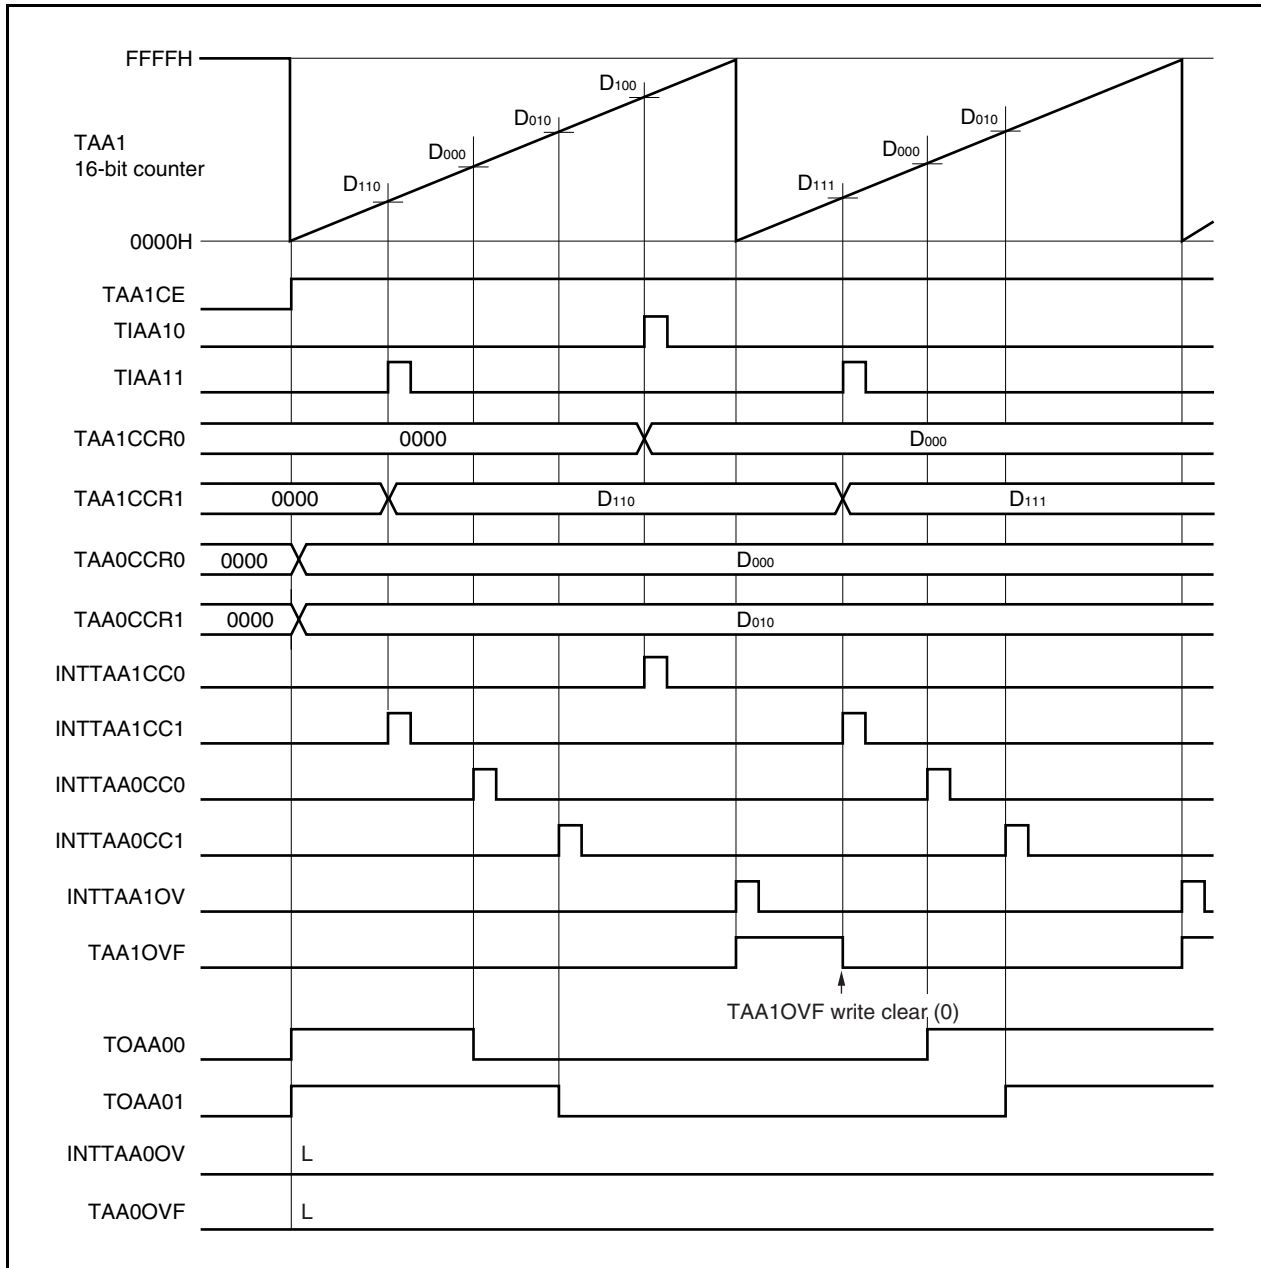 FFFFH
D100
D010
D010
TAA1
16-bit counter
D000
D000
D110
D111
0000H
TAA1CE
TIAA10
TIAA11
TAA1CCR0 0000 D000
TAA1CCR1 0000 D110 D111
TAA0CCR0 0000 D000
TAA0CCR1 0000 D010
INTTAA1CC0
INTTAA1CC1
INTTAA0CC0
INTTAA0CC1
INTTAA1OV
TAA1OVF
TAA1OVF write clear (0)
TOAA00
TOAA01
INTTAA0OV L
TAA0OVF L